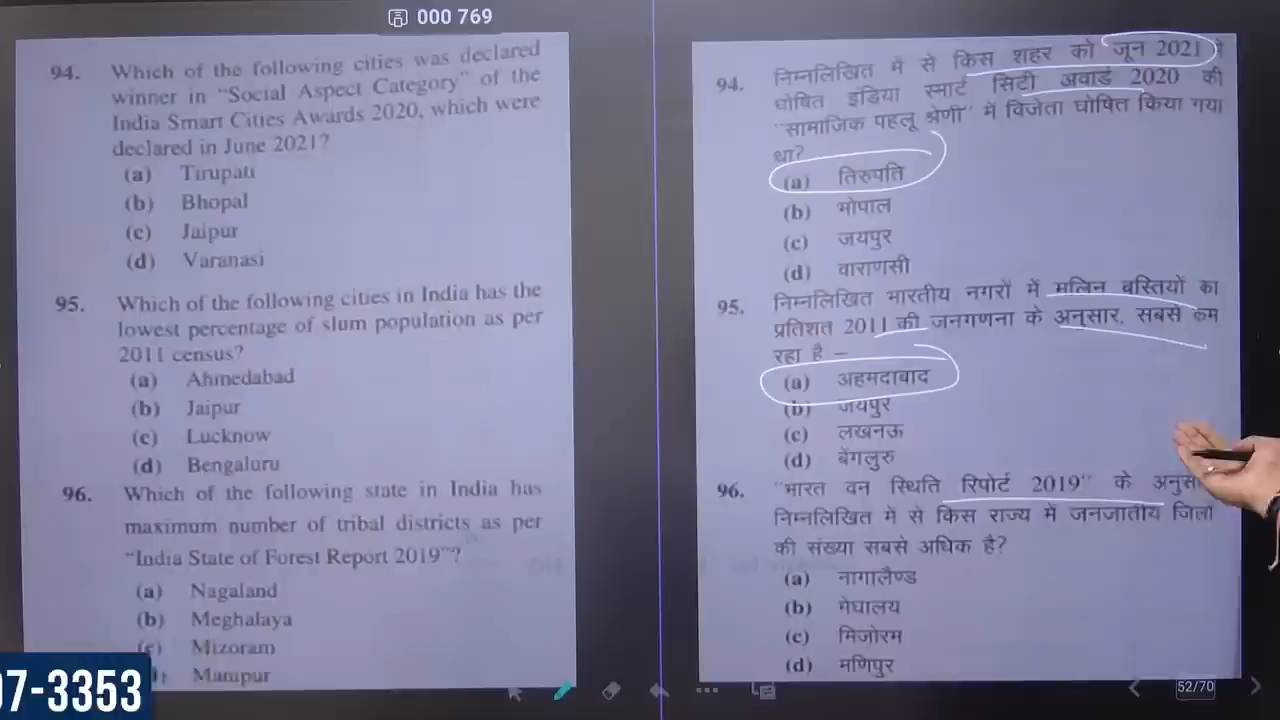 000 769
94. Which of the following cities was declared
winner in "Social Aspect Category" of the
India Smart Cities Awards 2020, which were
declared in June 2021?
(a) Tirupati
(b) Bhopal
(c) Jaipur
(d) Varanasi
95. Which of the following cities in India has the
lowest percentage of slum population as per
2011 census?
(a) Ahmedabad
(b) Jaipur
(c) Lucknow
(d) Bengaluru
96. Which of the following state in India has
maximum number of tribal districts as per
"India State of Forest Report 2019"?
(a) Nagaland
(b) Meghalaya
(c) Mizoram
Manipur
07-3353
94. निम्नलिखित में से किस शहर को जून 2021 में
घोषित इंडिया स्मार्ट सिटी अवार्ड 2020 की
"सामाजिक पहलू श्रेणी" में विजेता घोषित किया गया
था?
(a) तिरुपति
(b) भोपाल
(c) जयपुर
(d) वाराणसी
95. निम्नलिखित भारतीय नगरों में मलिन बस्तियों का
प्रतिशत 2011 की जनगणना के अनुसार, सबसे कम
रहा है –
(a) अहमदाबाद
(b) जयपुर
(c) लखनऊ
(d) बेंगलुरु
96. "भारत वन स्थिति रिपोर्ट 2019" के
निम्नलिखित में से किस राज्य में जनजातीय जिलों
की संख्या सबसे अधिक है?
(a) नागालैण्ड
(b) मेघालय
(c) मिजोरम
(d) मणिपुर
52/70